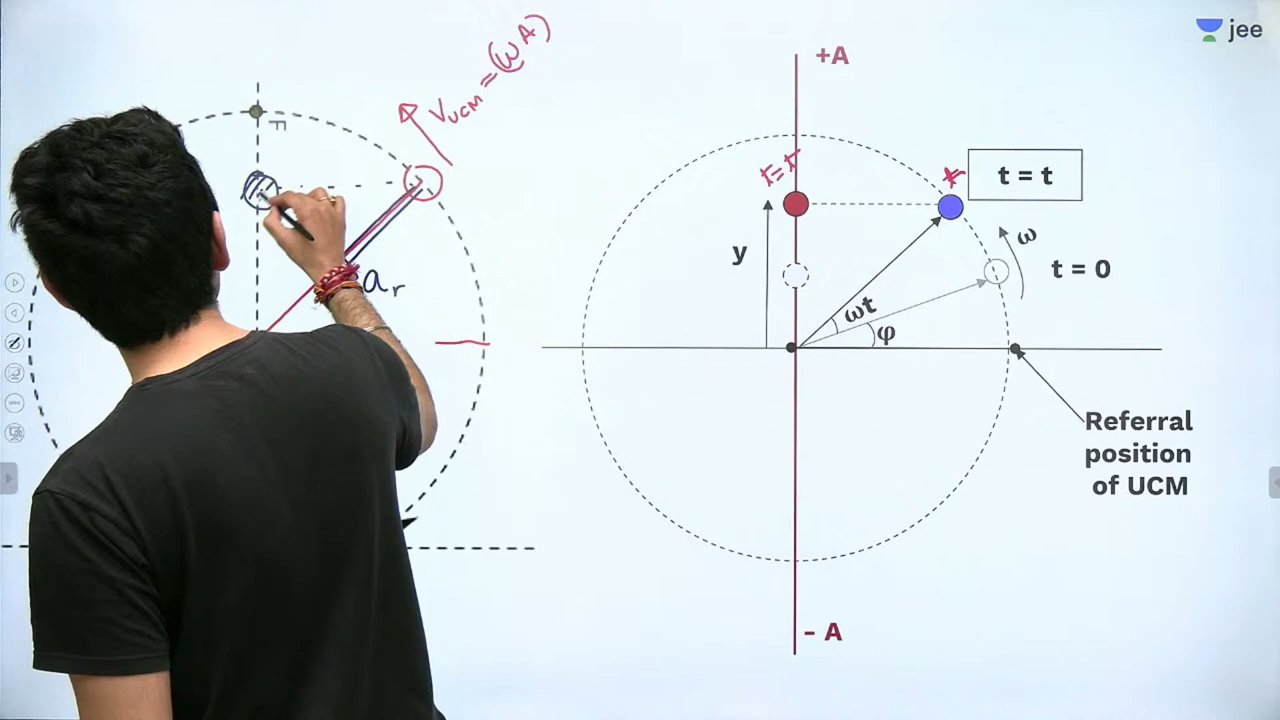 jee
V_UCM = (ωA)
F
a_r
+A
t = t
t = t
ω
t = 0
y
ωt
φ
Referral
position
of UCM
- A